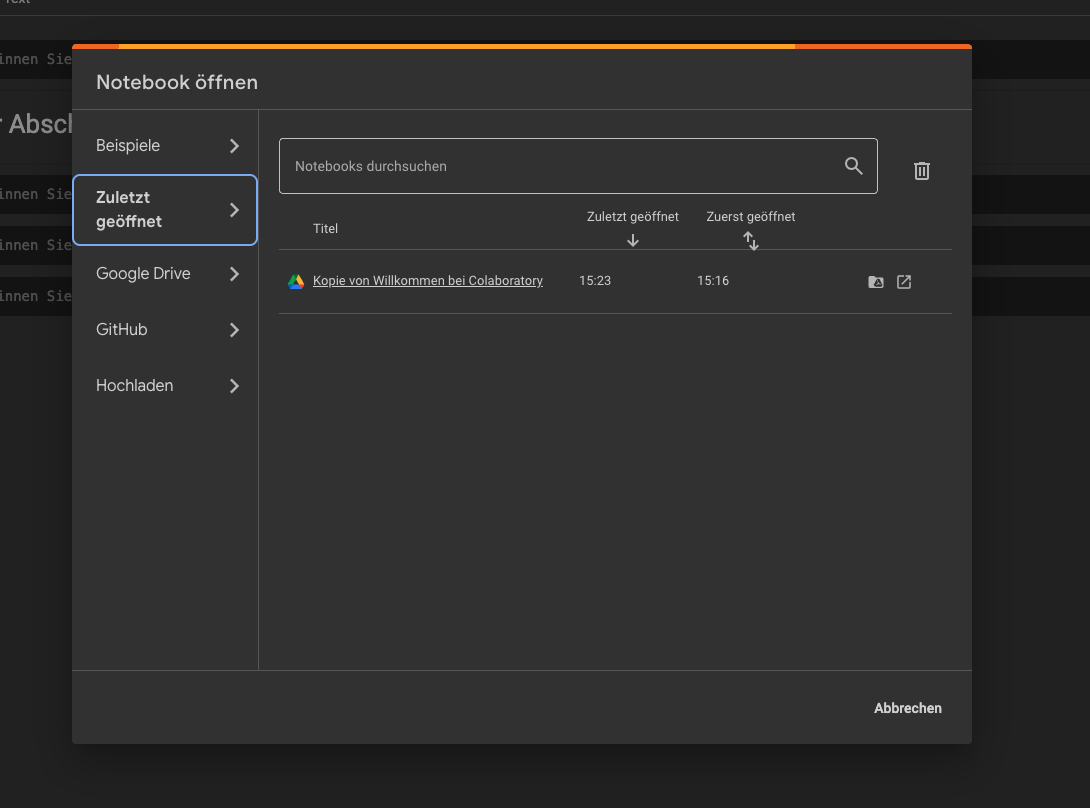 Text
innen Sie
Notebook öffnen
r Absch
Beispiele
Notebooks durchsuchen
innen Sie
Zuletzt
geöffnet
Titel
Zuletzt geöffnet
Zuerst geöffnet
innen Sie
Google Drive
Kopie von Willkommen bei Colaboratory
15:23
15:16
innen Sie
GitHub
Hochladen
Abbrechen